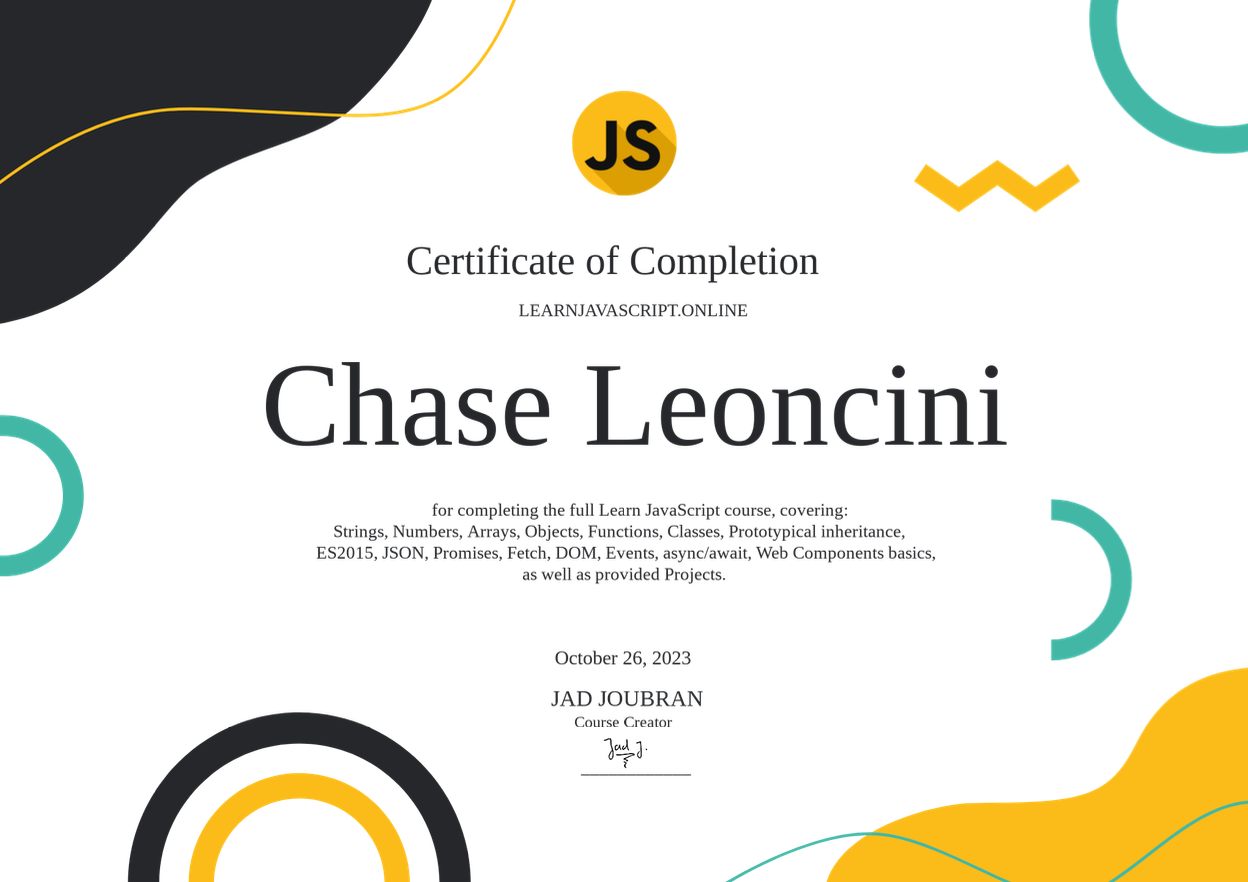 JS
Certificate of Completion
LEARNJAVASCRIPT.ONLINE
Chase Leoncini
for completing the full Learn JavaScript course, covering:
Strings, Numbers, Arrays, Objects, Functions, Classes, Prototypical inheritance,
ES2015, JSON, Promises, Fetch, DOM, Events, async/await, Web Components basics,
as well as provided Projects.
October 26, 2023
JAD JOUBRAN
Course Creator
Jad J.